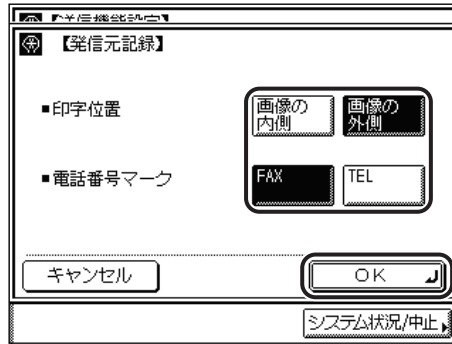 【発信元記録】
■印字位置
画像の
内側
画像の
外側
■電話番号マーク
FAX
TEL
キャンセル
OK
システム状況/中止